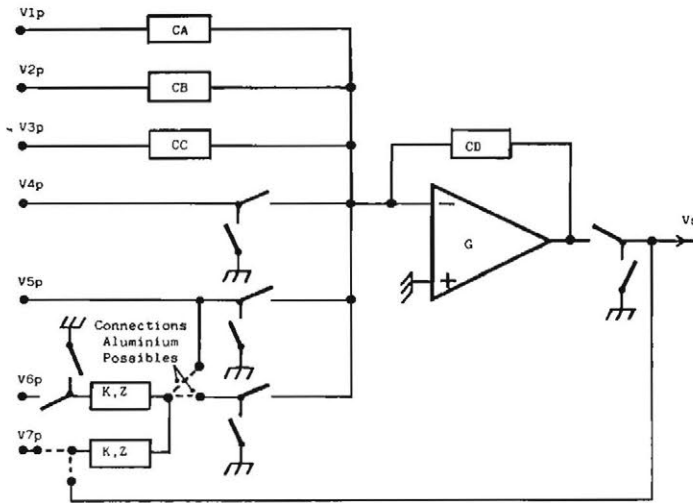 V1p
CA
V2p
CB
V3p
CC
CD
V4p
G
V5p
Connections
Aluminium
Possibles
V6p
K,Z
V7p
K,Z